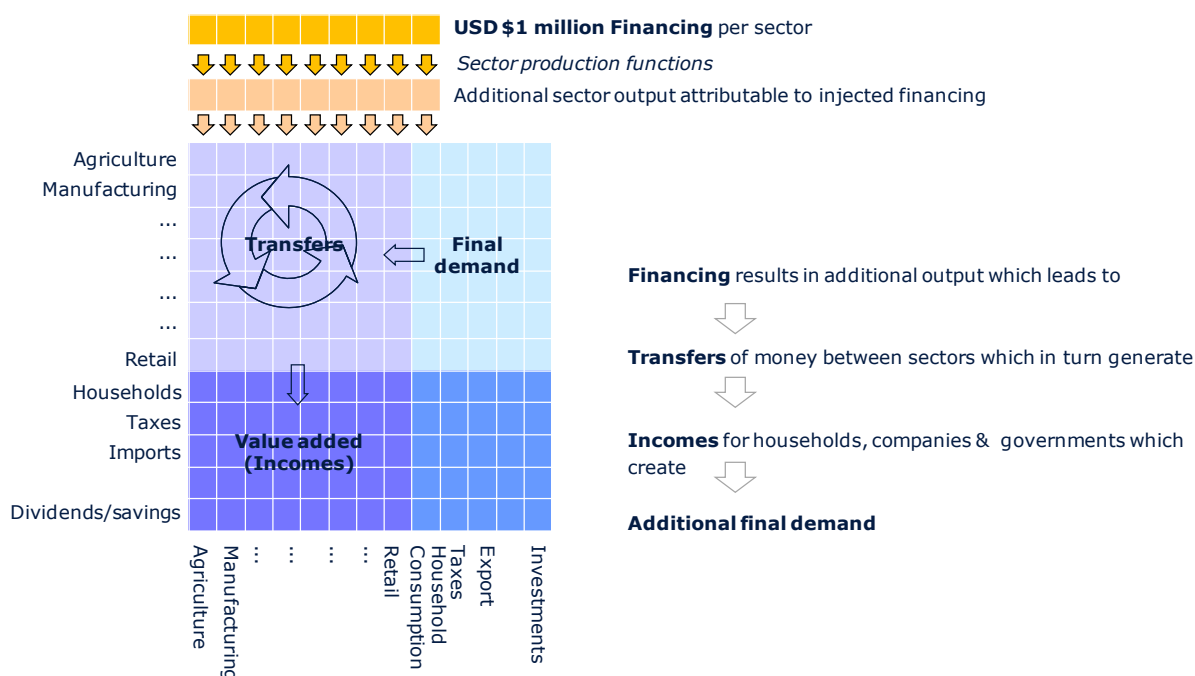 USD $1 million Financing per sector
Sector production functions
Additional sector output attributable to injected financing
Agriculture
Manufacturing
...
...
...
...
Retail
Households
Taxes
Imports
Dividends/savings
Transfers
Final
demand
Value added
(Incomes)
Agriculture
Manufacturing
...
...
...
...
Retail
Consumption
Household
Taxes
Export
Investments
Financing results in additional output which leads to
Transfers of money between sectors which in turn generate
Incomes for households, companies & governments which
create
Additional final demand